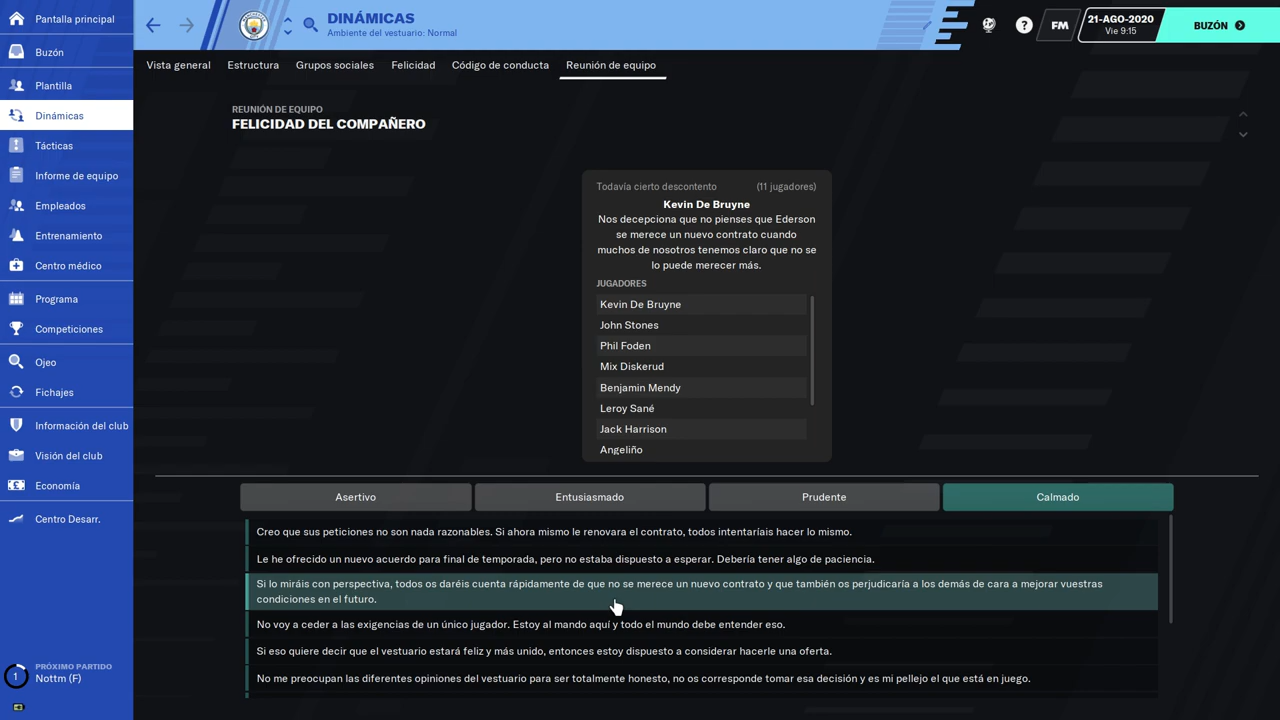 Pantalla principal
Buzón
Plantilla
Dinámicas
Tácticas
Informe de equipo
Empleados
Entrenamiento
Centro médico
Programa
Competiciones
Ojeo
Fichajes
Información del club
Visión del club
Economía
Centro Desarr.
1
PRÓXIMO PARTIDO
Nottm (F)
DINÁMICAS
Ambiente del vestuario: Normal
?
FM
21-AGO-2020
Vie 9:15
BUZÓN
Vista general
Estructura
Grupos sociales
Felicidad
Código de conducta
Reunión de equipo
REUNIÓN DE EQUIPO
FELICIDAD DEL COMPAÑERO
Todavía cierto descontento (11 jugadores)
Kevin De Bruyne
Nos decepciona que no pienses que Ederson
se merece un nuevo contrato cuando
muchos de nosotros tenemos claro que no se
lo puede merecer más.
JUGADORES
Kevin De Bruyne
John Stones
Phil Foden
Mix Diskerud
Benjamin Mendy
Leroy Sané
Jack Harrison
Angeliño
Asertivo
Entusiasmado
Prudente
Calmado
Creo que sus peticiones no son nada razonables. Si ahora mismo le renovara el contrato, todos intentaríais hacer lo mismo.
Le he ofrecido un nuevo acuerdo para final de temporada, pero no estaba dispuesto a esperar. Debería tener algo de paciencia.
Si lo miráis con perspectiva, todos os daréis cuenta rápidamente de que no se merece un nuevo contrato y que también os perjudicaría a los demás de cara a mejorar vuestras
condiciones en el futuro.
No voy a ceder a las exigencias de un único jugador. Estoy al mando aquí y todo el mundo debe entender eso.
Si eso quiere decir que el vestuario estará feliz y más unido, entonces estoy dispuesto a considerar hacerle una oferta.
No me preocupan las diferentes opiniones del vestuario para ser totalmente honesto, no os corresponde tomar esa decisión y es mi pellejo el que está en juego.